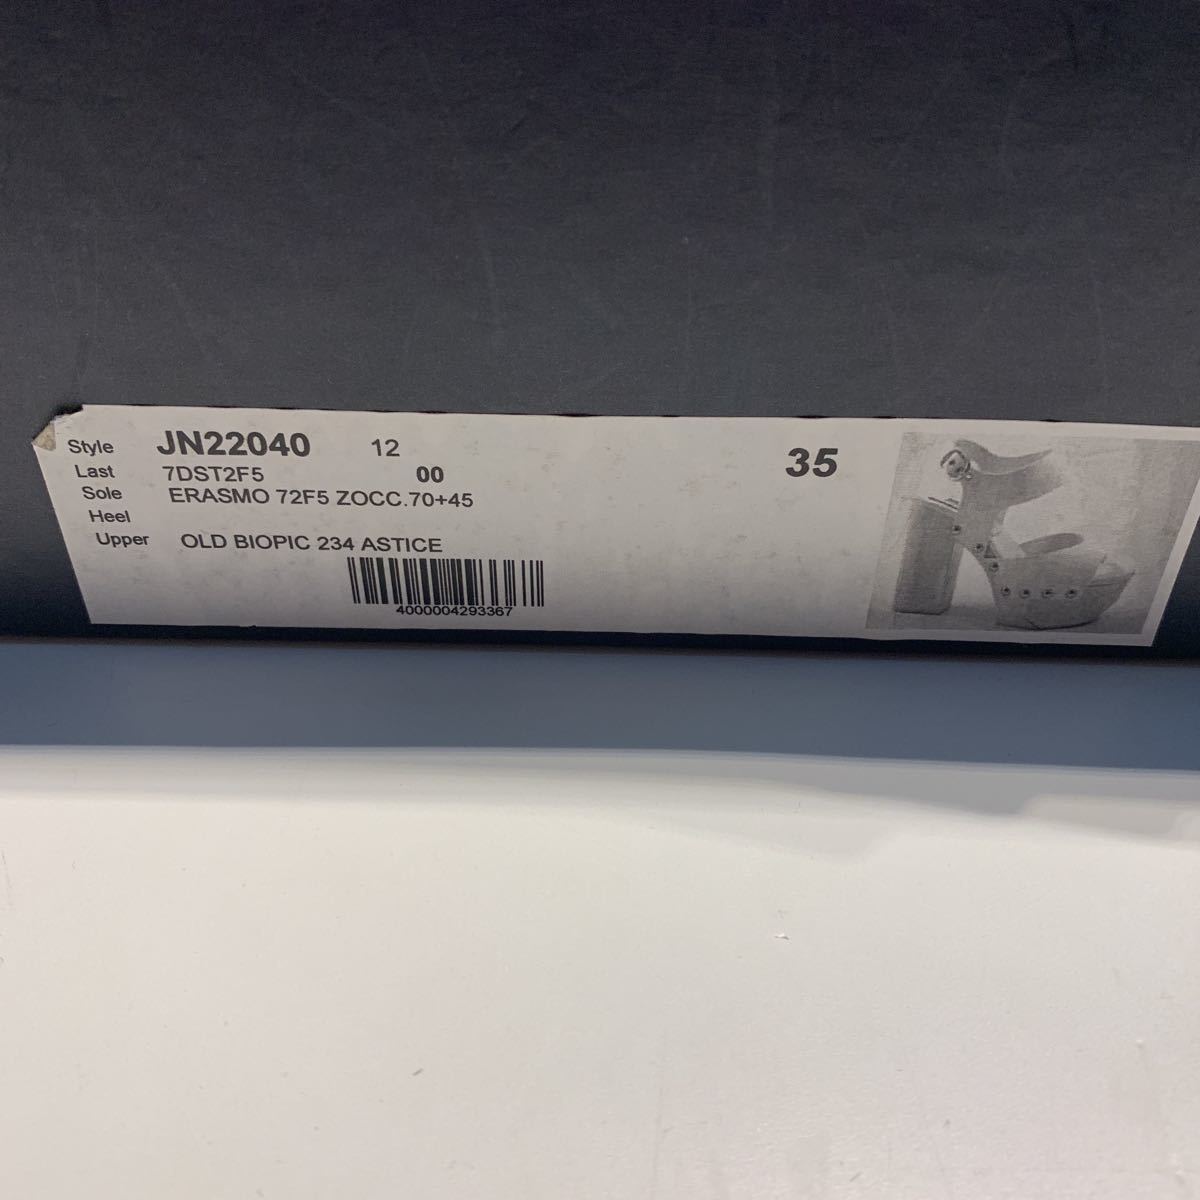 Style JN22040 12 35
Last 7DST2F5 00
Sole ERASMO 72F5 ZOCC.70+45
Heel
Upper OLD BIOPIC 234 ASTICE
4000004293367